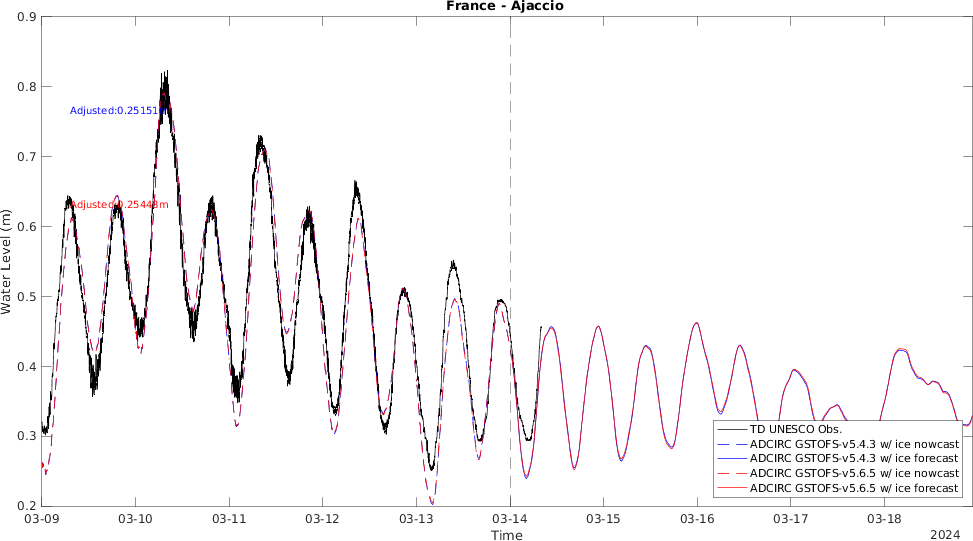 France - Ajaccio
0.9
0.8
0.7
0.6
0.5
0.4
0.3
0.2
Water Level (m)
Adjusted:0.25151m
Adjusted:0.25443m
TD UNESCO Obs.
ADCIRC GSTOFS-v5.4.3 w/ ice nowcast
ADCIRC GSTOFS-v5.4.3 w/ ice forecast
ADCIRC GSTOFS-v5.6.5 w/ ice nowcast
ADCIRC GSTOFS-v5.6.5 w/ ice forecast
03-09 03-10 03-11 03-12 03-13 03-14 03-15 03-16 03-17 03-18
Time
2024